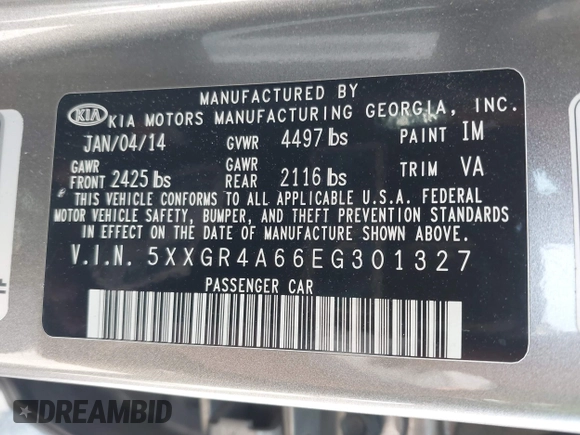 MANUFACTURED BY
KIA KIA MOTORS MANUFACTURING GEORGIA, INC.
JAN/04/14 GVWR 4497 lbs PAINT IM
GAWR FRONT 2425 lbs GAWR REAR 2116 lbs TRIM VA
THIS VEHICLE CONFORMS TO ALL APPLICABLE U.S.A. FEDERAL
MOTOR VEHICLE SAFETY, BUMPER, AND THEFT PREVENTION STANDARDS
IN EFFECT ON THE DATE OF MANUFACTURE SHOWN ABOVE.
V.I.N. 5XXGR4A66EG301327
PASSENGER CAR
DREAMBID